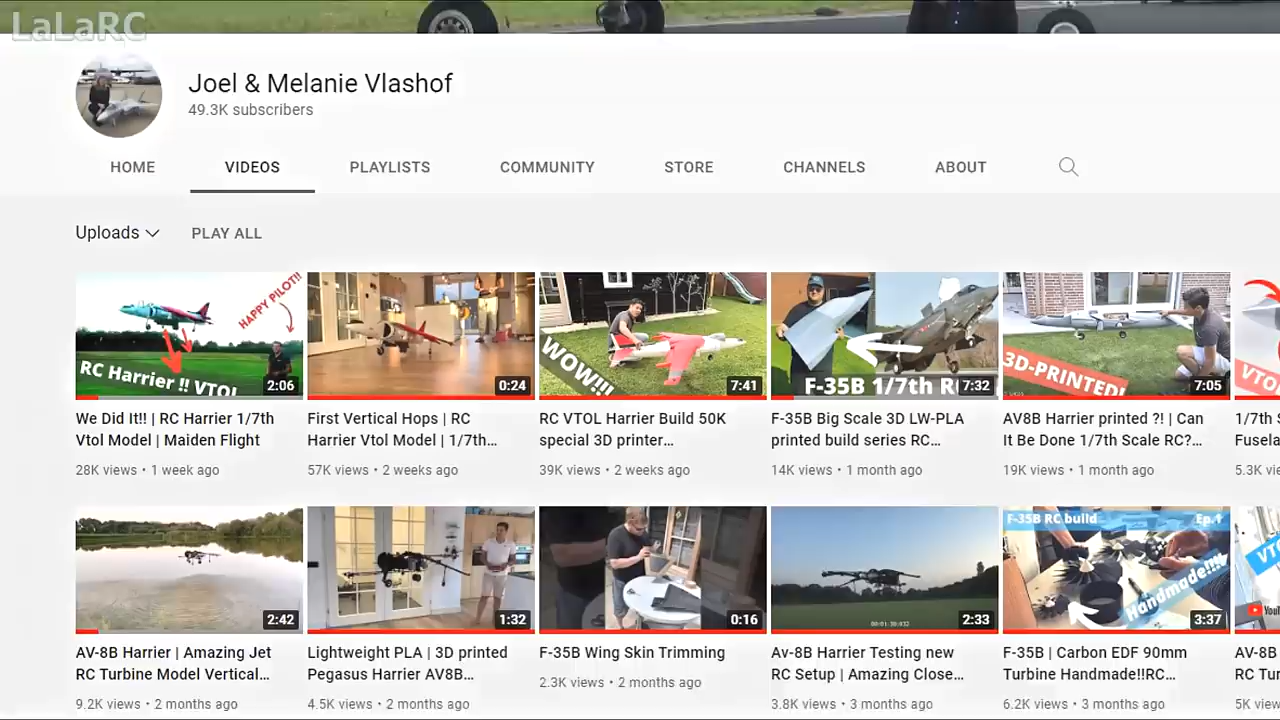 LaLaRC
Joel & Melanie Vlashof
49.3K subscribers
HOME VIDEOS PLAYLISTS COMMUNITY STORE CHANNELS ABOUT
Uploads PLAY ALL
HAPPY PILOT!!
RC Harrier !! VTOL
2:06
0:24
WOW!!!
7:41
F-35B 1/7th R
7:32
3D-PRINTED!
7:05
VTO
We Did It!! | RC Harrier 1/7th
Vtol Model | Maiden Flight
28K views • 1 week ago
First Vertical Hops | RC
Harrier Vtol Model | 1/7th...
57K views • 2 weeks ago
RC VTOL Harrier Build 50K
special 3D printer...
39K views • 2 weeks ago
F-35B Big Scale 3D LW-PLA
printed build series RC...
14K views • 1 month ago
AV8B Harrier printed ?! | Can
It Be Done 1/7th Scale RC?...
19K views • 1 month ago
1/7th S
Fusela
5.3K vi
2:42
1:32
0:16
00:01:30:032
2:33
F-35B RC build Ep.1
Handmade!!!
3:37
VT
You
AV-8B Harrier | Amazing Jet
RC Turbine Model Vertical...
9.2K views • 2 months ago
Lightweight PLA | 3D printed
Pegasus Harrier AV8B...
4.5K views • 2 months ago
F-35B Wing Skin Trimming
2.3K views • 2 months ago
Av-8B Harrier Testing new
RC Setup | Amazing Close...
3.8K views • 3 months ago
F-35B | Carbon EDF 90mm
Turbine Handmade!!RC...
6.2K views • 3 months ago
AV-8B
RC Tur
5K view